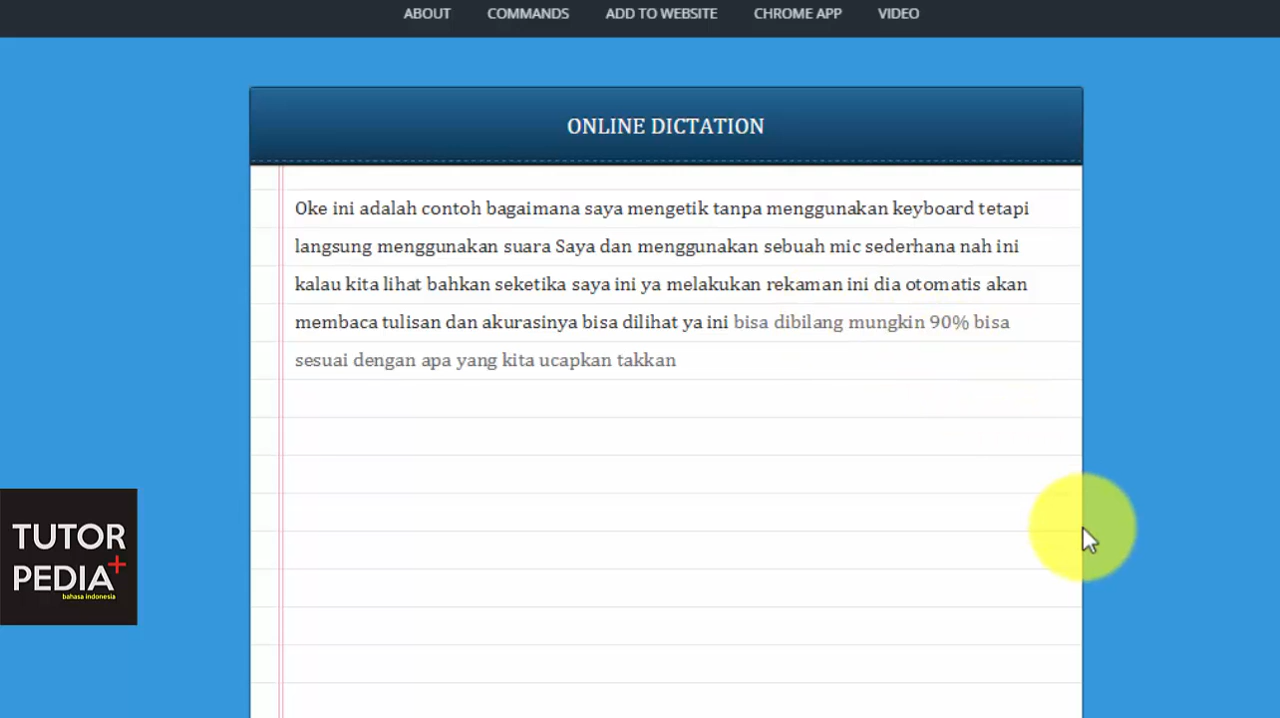 ABOUT COMMANDS ADD TO WEBSITE CHROME APP VIDEO
ONLINE DICTATION
Oke ini adalah contoh bagaimana saya mengetik tanpa menggunakan keyboard tetapi
langsung menggunakan suara Saya dan menggunakan sebuah mic sederhana nah ini
kalau kita lihat bahkan seketika saya ini ya melakukan rekaman ini dia otomatis akan
membaca tulisan dan akurasinya bisa dilihat ya ini bisa dibilang mungkin 90% bisa
sesuai dengan apa yang kita ucapkan takkan
TUTOR
PEDIA+
bahasa indonesia